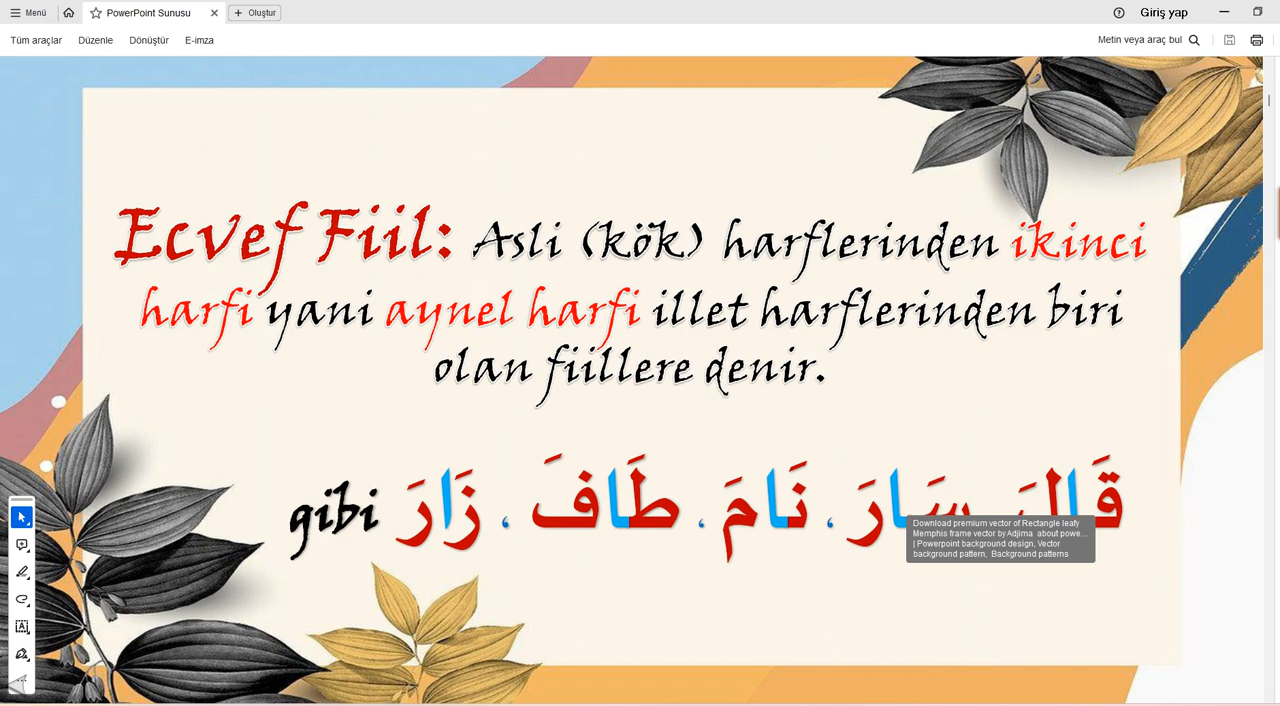 Menü
PowerPoint Sunusu
Oluştur
Giriş yap
Tüm araçlar
Düzenle
Dönüştür
E-imza
Metin veya araç bul
Ecvef Fiil: Asli (kök) harflerinden ikinci
harfi yani aynel harfi illet harflerinden biri
olan fiillere denir.
قَالَ سَارَ ، نَامَ ، طَافَ ، زَارَ gibi
Download premium vector of Rectangle leafy
Memphis frame vector by Adjima about powe...
| Powerpoint background design, Vector
background pattern, Background patterns